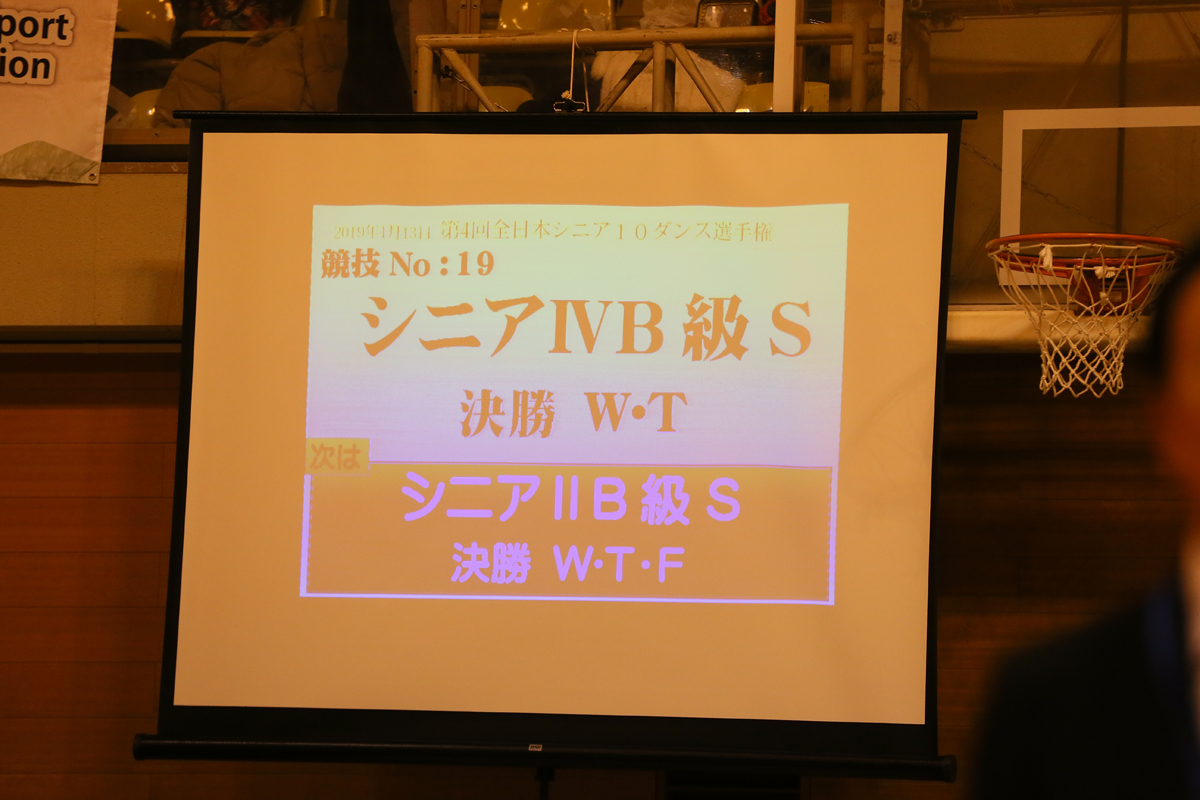 port
ion
2019年1月13日 第4回全日本シニア10ダンス選手権
競技 No : 19
シニアⅣB 級 S
決勝 W・T
次は
シニアⅡB 級 S
決勝 W・T・F